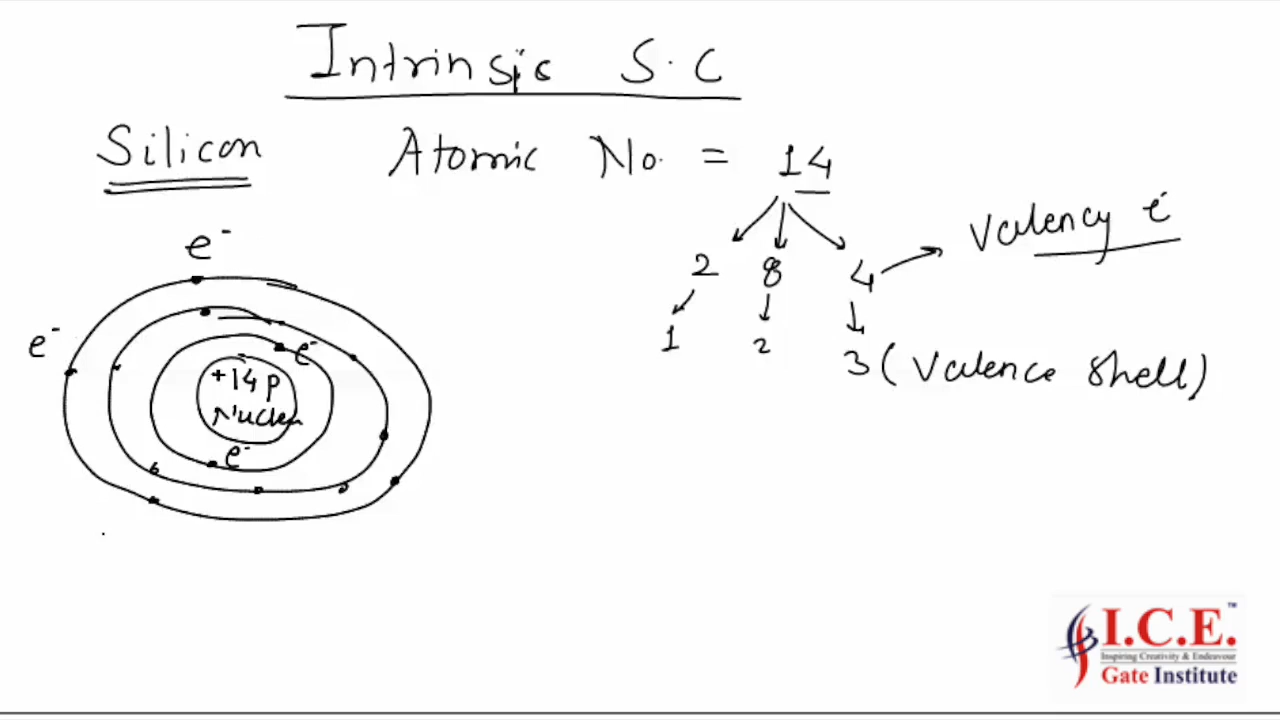 Intrinsic S.C
Silicon Atomic No. = 14
2 8 4 → Valency e⁻
1 2 3 (Valence Shell)
e⁻
e⁻
e⁻
+14 P
e⁻
I.C.E.™
Inspiring Creativity & Endeavour
Gate Institute